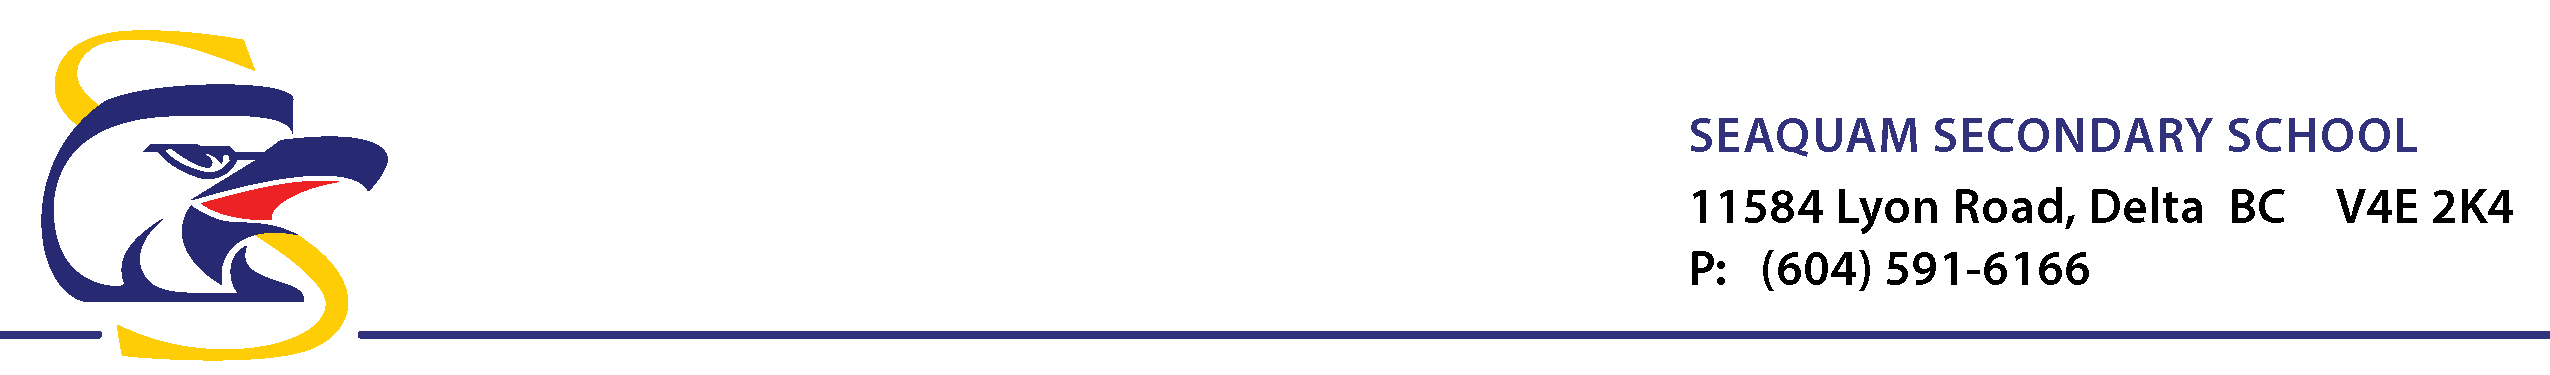 SEAQUAM SECONDARY SCHOOL
11584 Lyon Road, Delta  BC    V4E 2K4
P:   (604) 591-6166